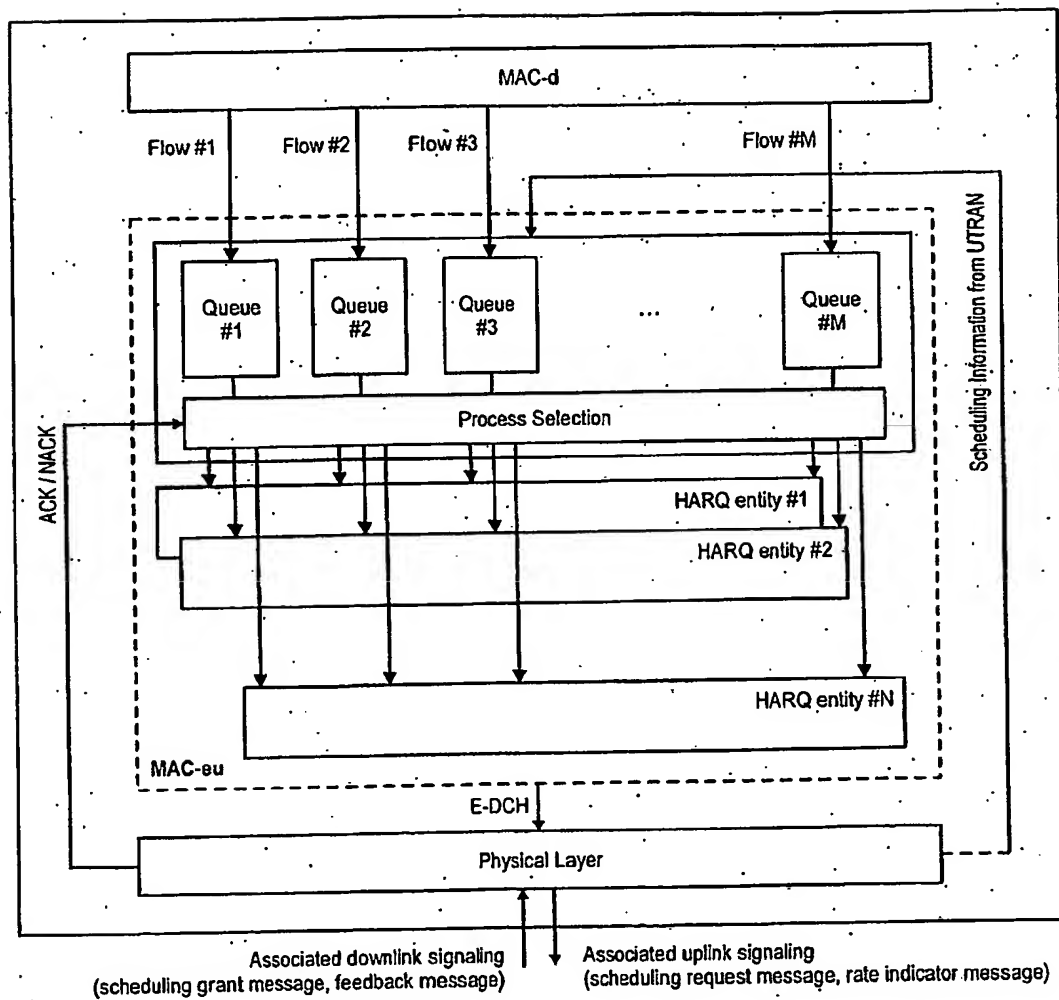 MAC-d
Flow #1
Flow #2
Flow #3
Flow #M
Scheduling Information from UTRAN
Queue
#1
Queue
#2
Queue
#3
...
Queue
#M
Process Selection
ACK / NACK
HARQ entity #1
HARQ entity #2
HARQ entity #N
MAC-eu
E-DCH
Physical Layer
Associated downlink signaling
(scheduling grant message, feedback message)
Associated uplink signaling
(scheduling request message, rate indicator message)